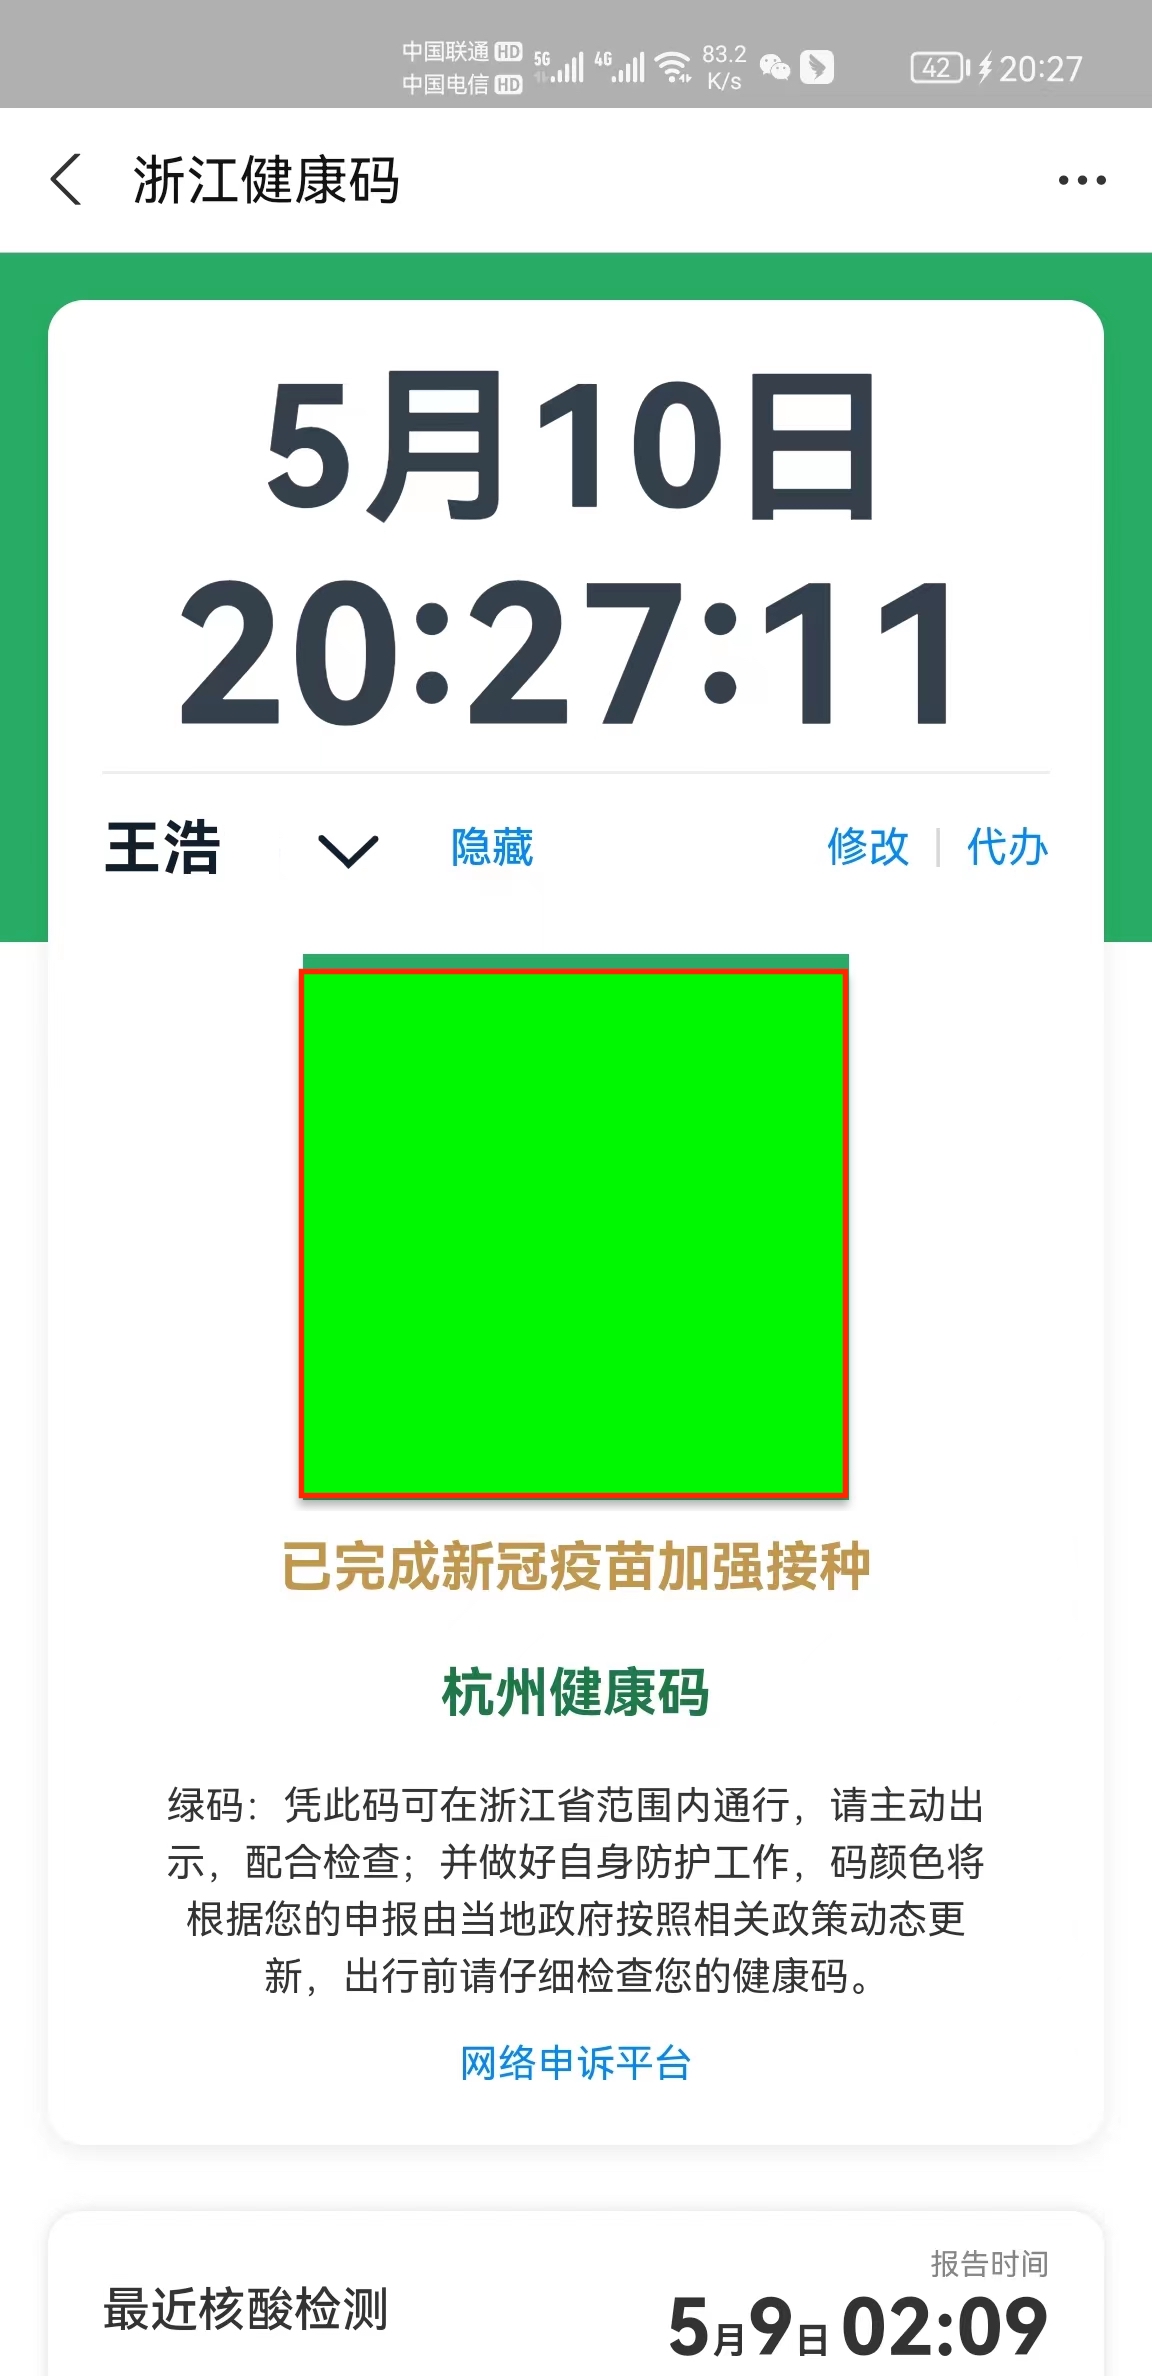 中国联通 HD 5G 4G 83.2 K/s 42 20:27
中国电信 HD
浙江健康码
5月10日
20:27:11
王浩 隐藏 修改 代办
已完成新冠疫苗加强接种
杭州健康码
绿码：凭此码可在浙江省范围内通行，请主动出
示，配合检查；并做好自身防护工作，码颜色将
根据您的申报由当地政府按照相关政策动态更
新，出行前请仔细检查您的健康码。
网络申诉平台
报告时间
最近核酸检测 5月9日 02:09